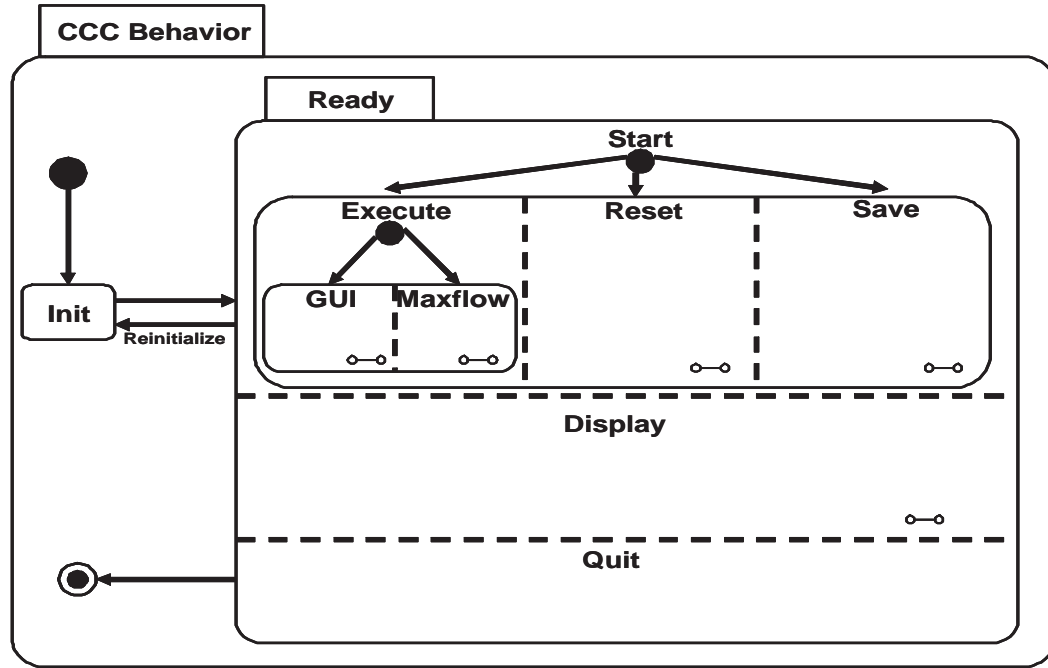 CCC Behavior
Ready
Start
Execute
Reset
Save
GUI
Maxflow
Init
Reinitialize
Display
Quit